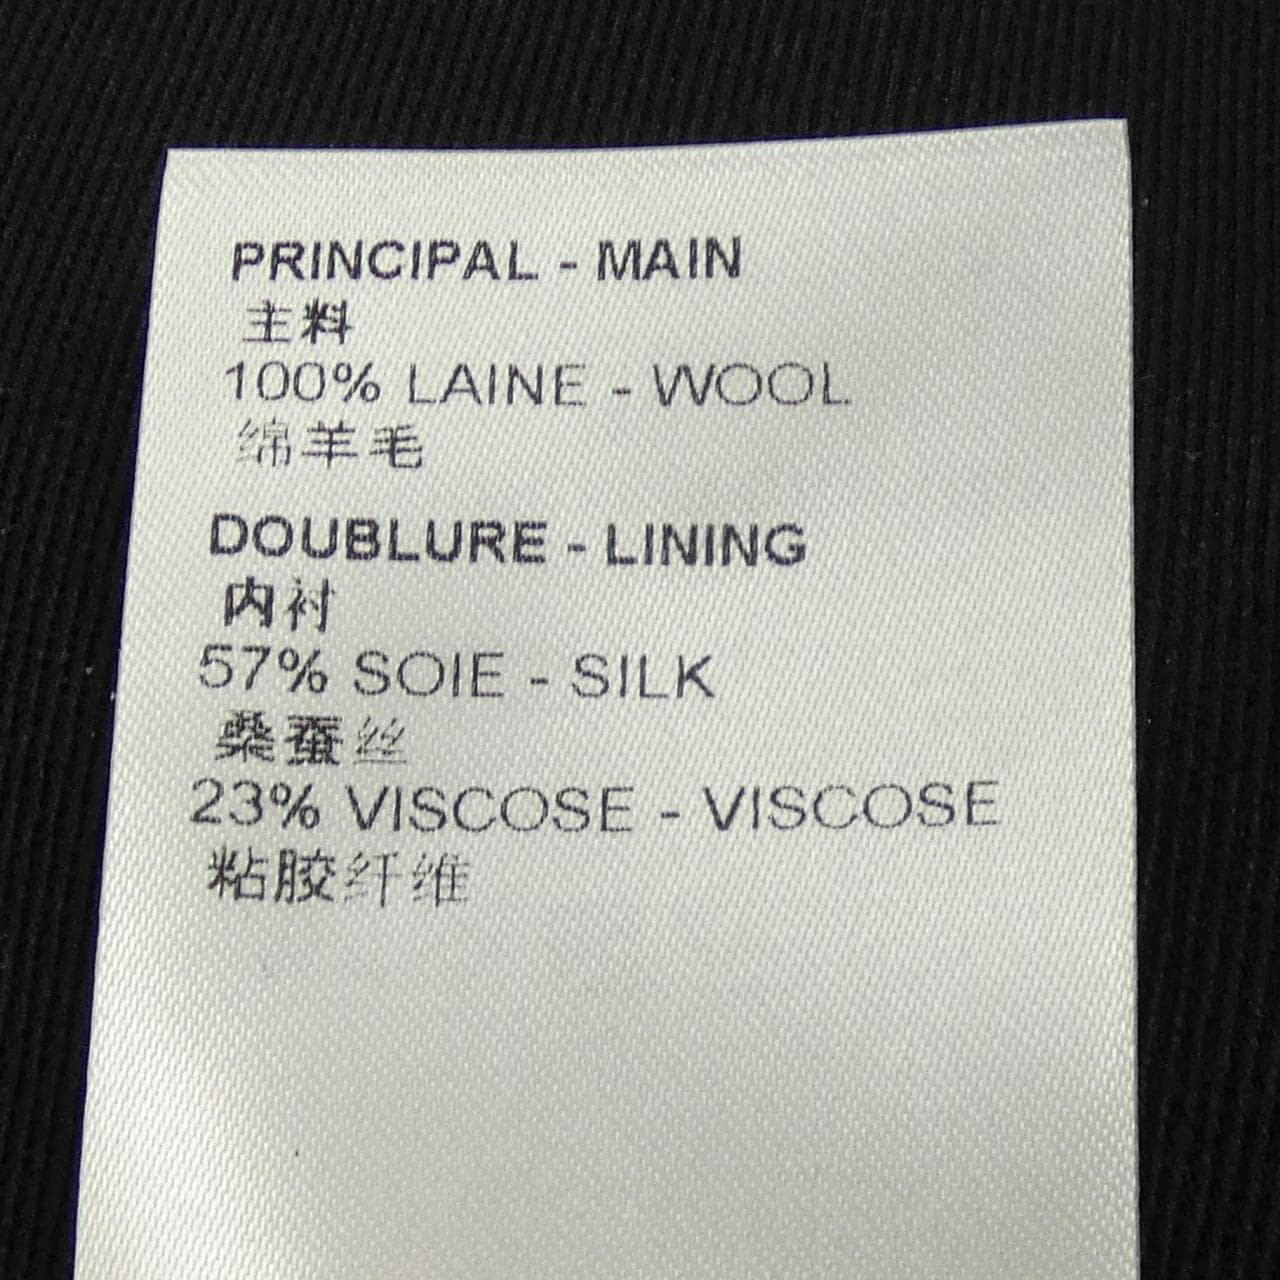 PRINCIPAL - MAIN
主料
100% LAINE - WOOL
绵羊毛
DOUBLURE - LINING
内衬
57% SOIE - SILK
桑蚕丝
23% VISCOSE - VISCOSE
粘胶纤维